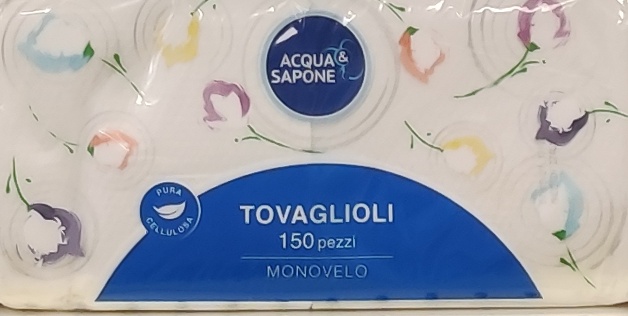 ACQUA &
SAPONE
PURA
CELLULOSA
TOVAGLIOLI
150 pezzi
MONOVELO